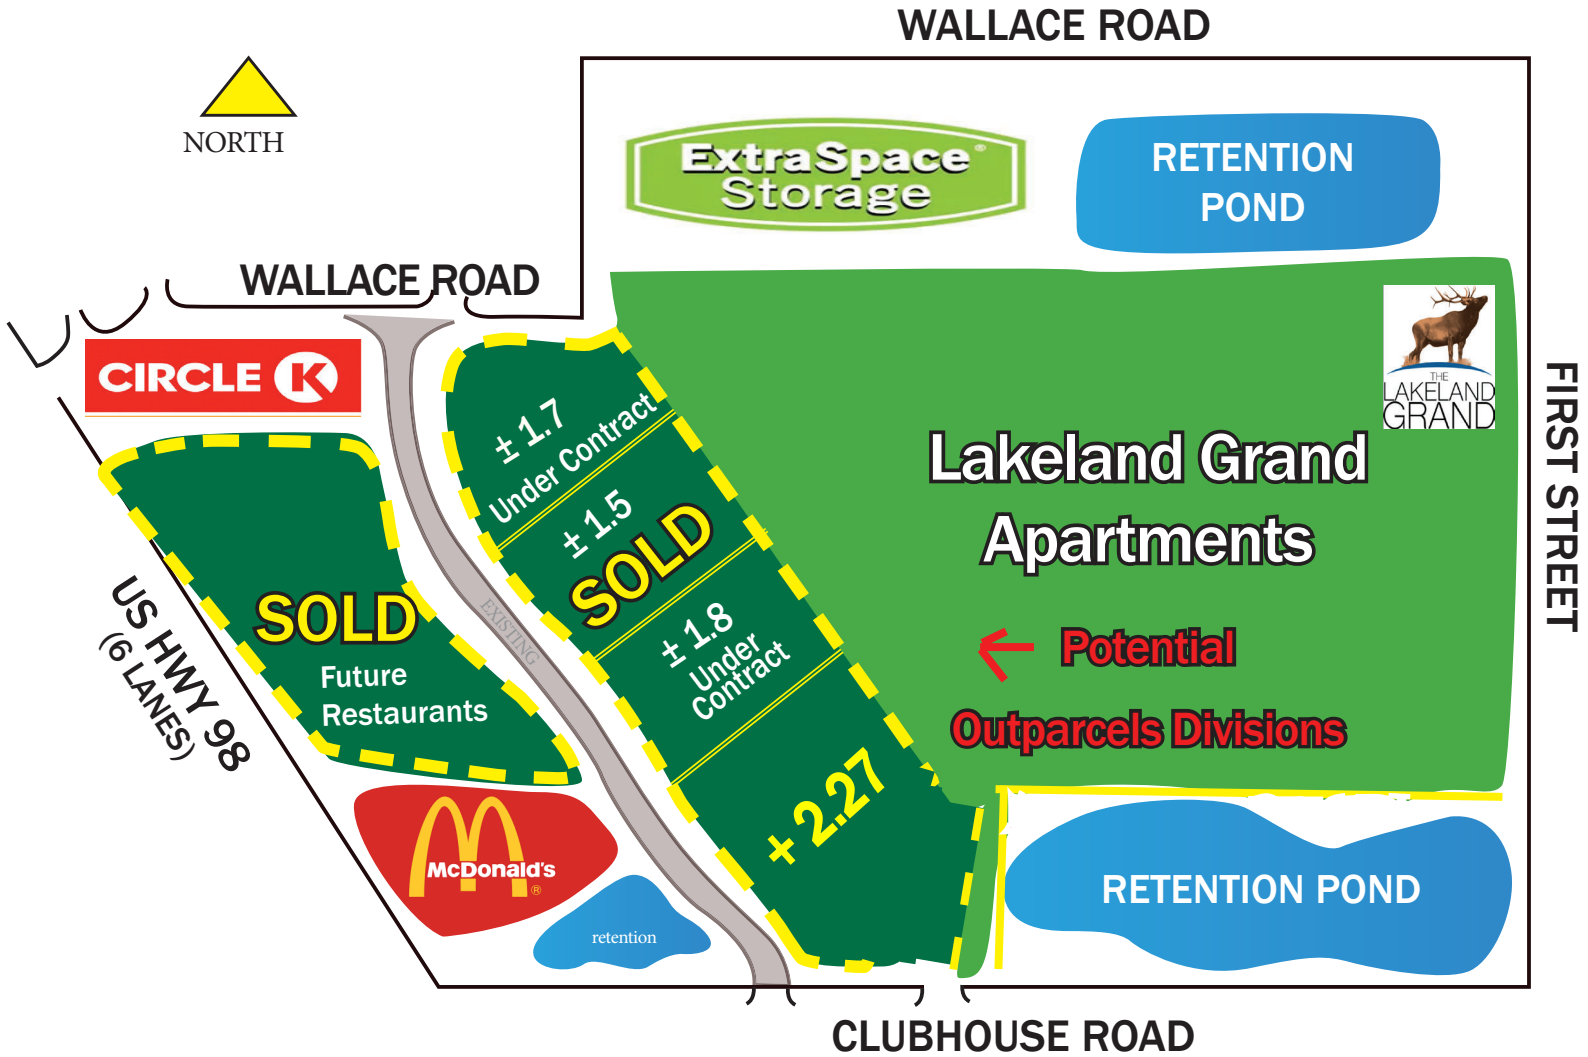 WALLACE ROAD
NORTH
ExtraSpace®
Storage
RETENTION
POND
WALLACE ROAD
CIRCLE K
THE
LAKELAND
GRAND
FIRST STREET
± 1.7
Under Contract
± 1.5
SOLD
± 1.8
Under
Contract
+ 2.27
Lakeland Grand
Apartments
Potential
Outparcels Divisions
EXISTING
SOLD
Future
Restaurants
US HWY 98
(6 LANES)
McDonald's
®
retention
RETENTION POND
CLUBHOUSE ROAD